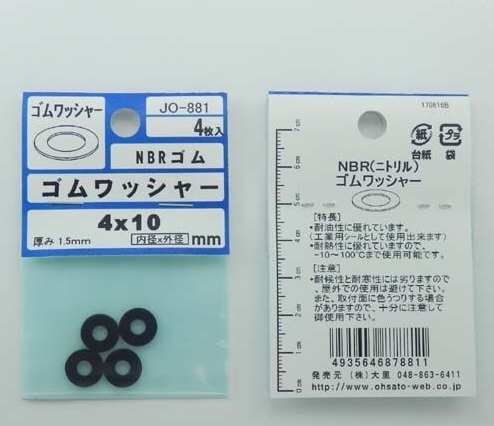 ゴムワッシャー
JO-881
4枚入
NBRゴム
ゴムワッシャー
4x10
厚み 1.5mm
内径×外径 mm
170616B
紙 プラ
台紙 袋
NBR(ニトリル)
ゴムワッシャー
[特長]
・耐油性に優れています。
(工業用シールとして使用出来ます)
・耐熱性に優れていますので、
-10~100℃まで使用可能です。
[注意]
・耐候性と耐寒性には劣りますので
、屋外での使用は避けて下さい。
また、取付面に色うつりする場合
がありますので、十分に注意して
御使用下さい。
7cm
6
5
4
3
2
1
0cm
4935646878811
発売元 (株)大里 048-863-6411
http://www.ohsato-web.co.jp